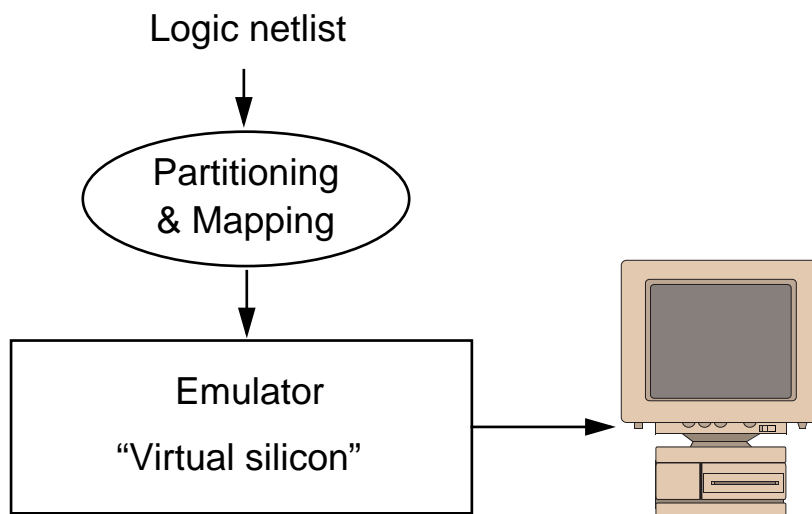 Logic netlist
Partitioning
& Mapping
Emulator
“Virtual silicon”